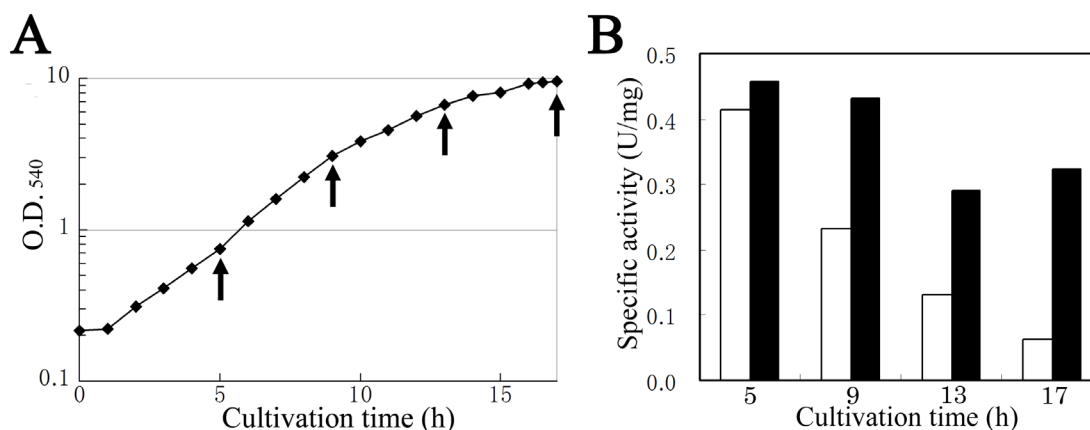 A
10
1
0.1
O.D. 540
0
5
10
15
Cultivation time (h)
B
0.5
0.4
0.3
0.2
0.1
0.0
Specific activity (U/mg)
5
9
13
17
Cultivation time (h)